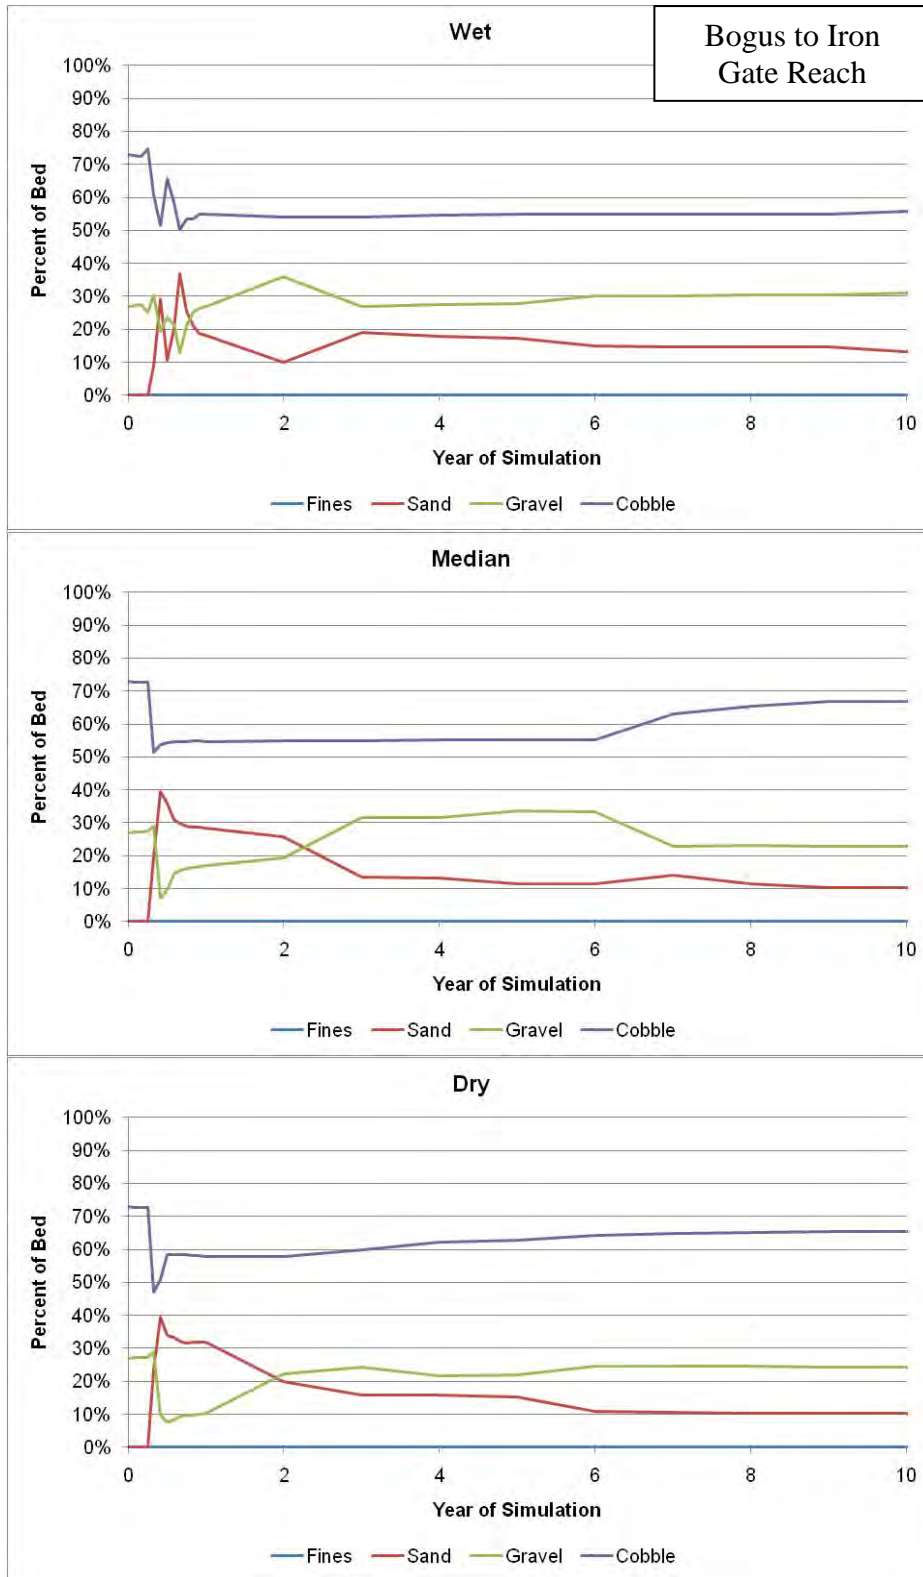 Wet
Bogus to Iron
Gate Reach
100%
90%
80%
70%
60%
50%
40%
30%
20%
10%
0%
Percent of Bed
0 2 4 6 8 10
Year of Simulation
Fines Sand Gravel Cobble
Median
100%
90%
80%
70%
60%
50%
40%
30%
20%
10%
0%
Percent of Bed
0 2 4 6 8 10
Year of Simulation
Fines Sand Gravel Cobble
Dry
100%
90%
80%
70%
60%
50%
40%
30%
20%
10%
0%
Percent of Bed
0 2 4 6 8 10
Year of Simulation
Fines Sand Gravel Cobble